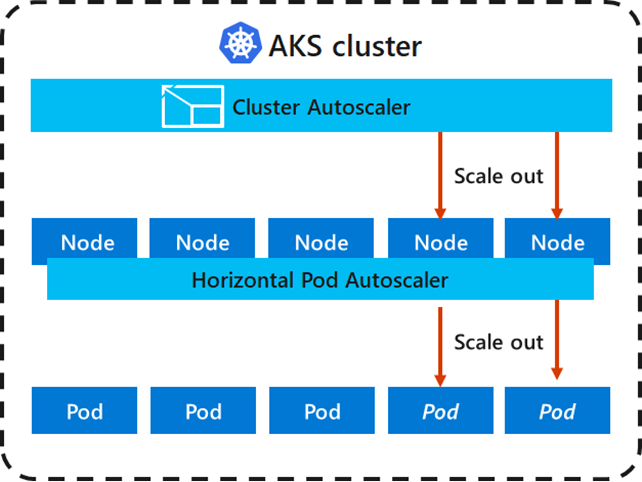 AKS cluster
Cluster Autoscaler
Scale out
Node Node Node Node Node
Horizontal Pod Autoscaler
Scale out
Pod Pod Pod Pod Pod